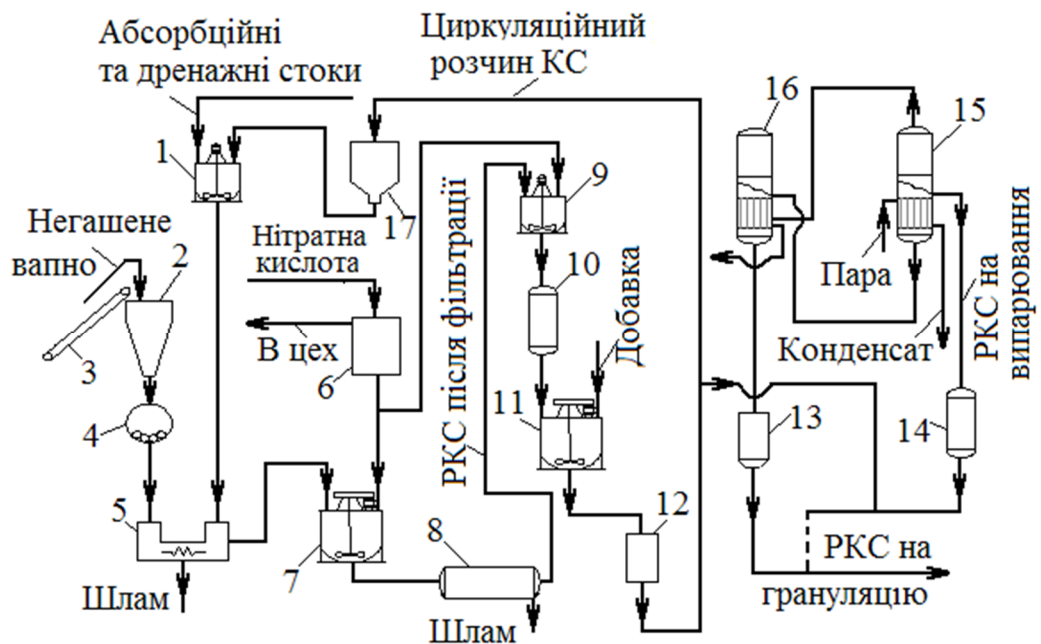 Абсорбційні
та дренажні стоки
Циркуляційний
розчин КС
16
15
1
17
9
Негашене
вапно
2
Нітратна
кислота
10
Пара
3
В цех
6
Добавка
Конденсат
РКС на
випарювання
4
11
РКС після фільтрації
13
14
5
7
8
12
РКС на
грануляцію
Шлам
Шлам